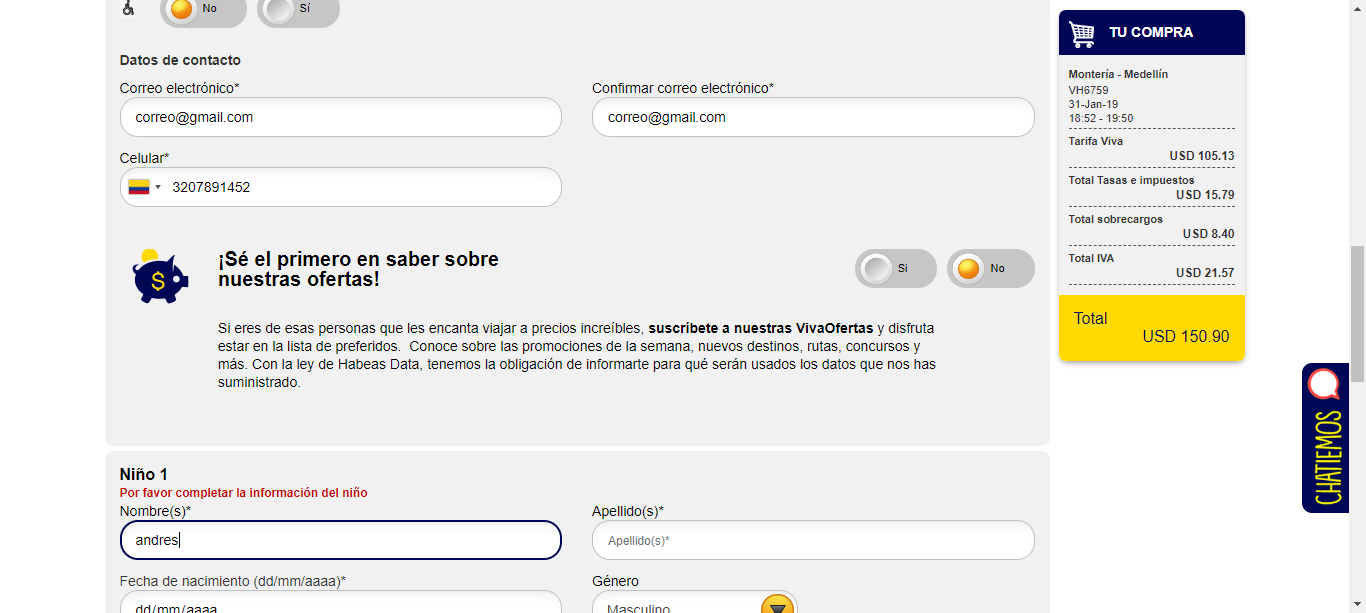 No
Sí
Datos de contacto
Correo electrónico*
Confirmar correo electrónico*
correo@gmail.com
correo@gmail.com
Celular*
3207891452
¡Sé el primero en saber sobre
nuestras ofertas!
Si
No
$
Si eres de esas personas que les encanta viajar a precios increíbles, suscríbete a nuestras VivaOfertas y disfruta
estar en la lista de preferidos. Conoce sobre las promociones de la semana, nuevos destinos, rutas, concursos y
más. Con la ley de Habeas Data, tenemos la obligación de informarte para qué serán usados los datos que nos has
suministrado.
Niño 1
Por favor completar la información del niño
Nombre(s)*
Apellido(s)*
andres
Apellido(s)*
Fecha de nacimiento (dd/mm/aaaa)*
Género
dd/mm/aaaa
Masculino
TU COMPRA
Montería - Medellín
VH6759
31-Jan-19
18:52 - 19:50
Tarifa Viva
USD 105.13
Total Tasas e impuestos
USD 15.79
Total sobrecargos
USD 8.40
Total IVA
USD 21.57
Total
USD 150.90
CHATIEMOS